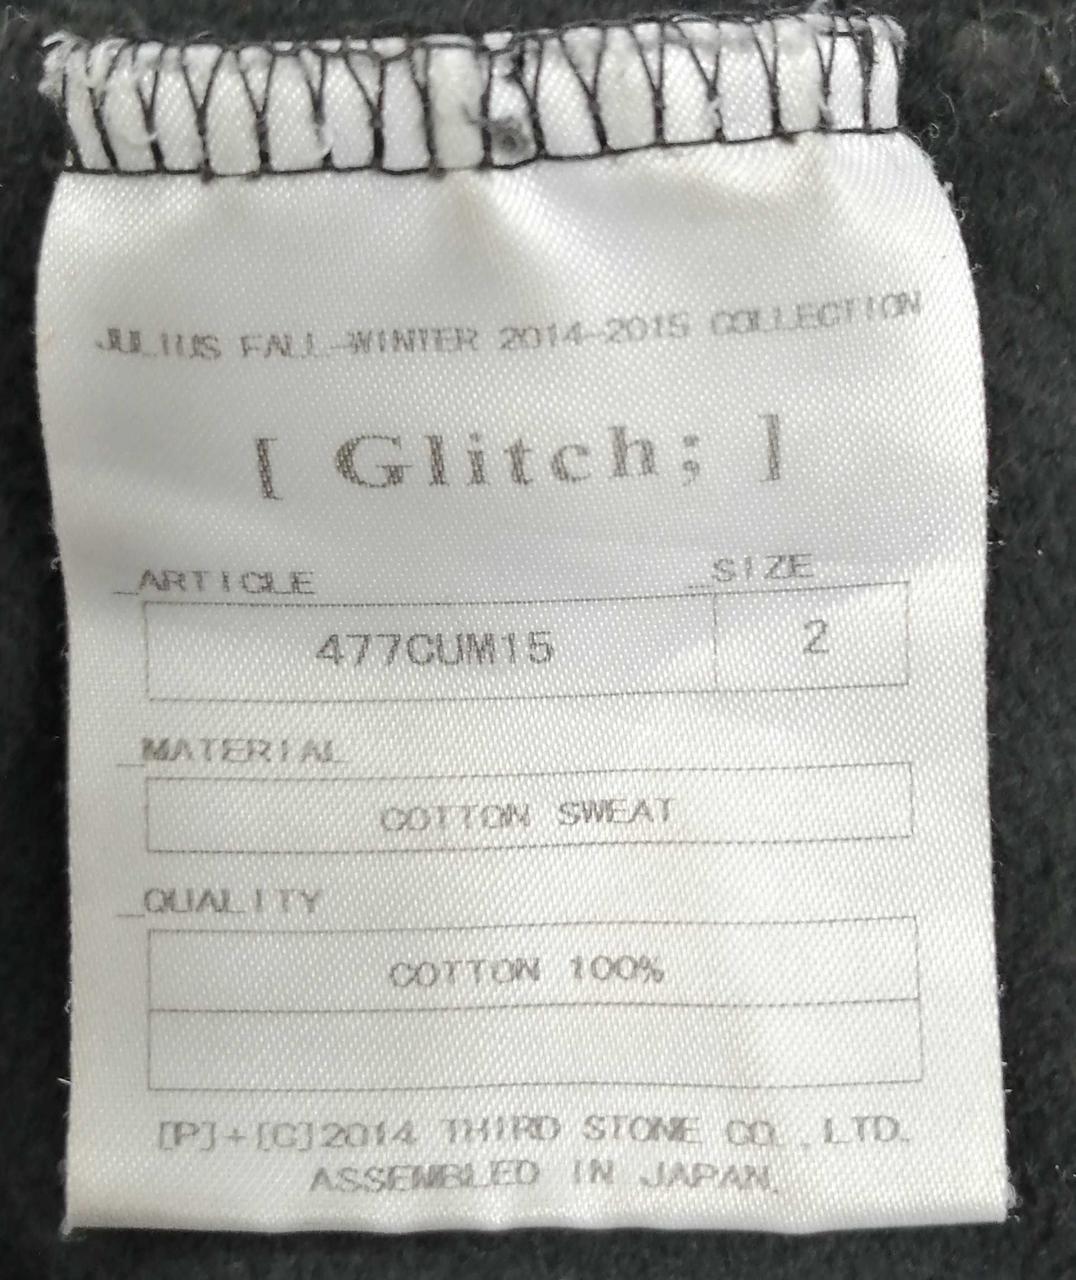 JULIUS FALL-WINTER 2014-2015 COLLECTION
[ Glitch; ]
_ARTICLE _SIZE
477CUM15 2
_MATERIAL
COTTON SWEAT
_QUALITY
COTTON 100%
[P]+[C]2014 THIRD STONE CO.,LTD.
ASSEMBLED IN JAPAN.